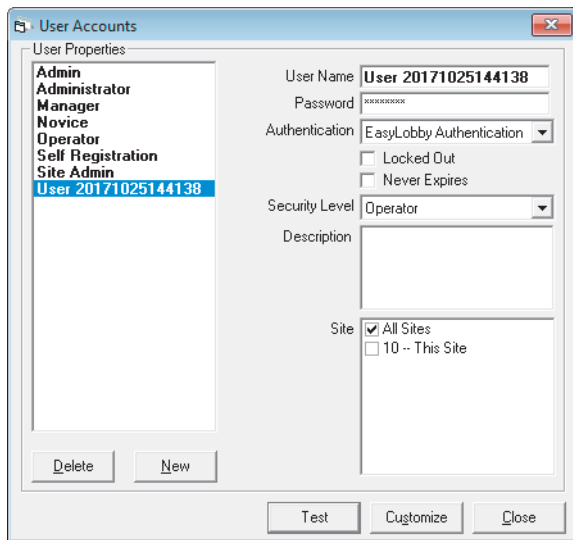 User Accounts
User Properties
Admin
Administrator
Manager
Novice
Operator
Self Registration
Site Admin
User 20171025144138
User Name User 20171025144138
Password ××××××××
Authentication EasyLobby Authentication
Locked Out
Never Expires
Security Level Operator
Description
Site All Sites
10 -- This Site
Delete New
Test Customize Close